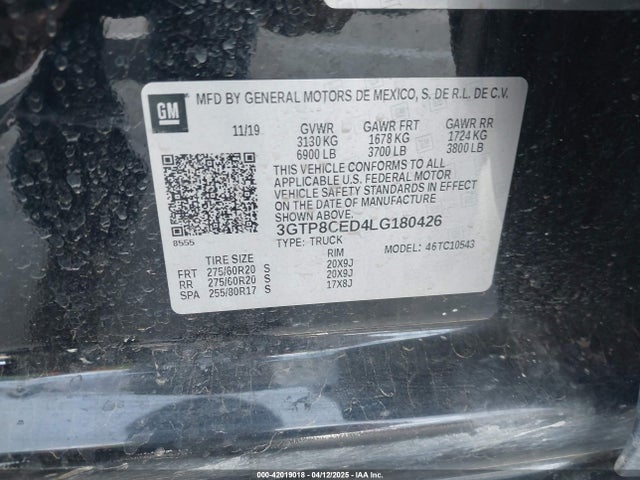 GM
MFD BY GENERAL MOTORS DE MEXICO, S. DE R.L. DE C.V.
11/19 GVWR GAWR FRT GAWR RR
3130 KG 1678 KG 1724 KG
6900 LB 3700 LB 3800 LB
THIS VEHICLE CONFORMS TO ALL
APPLICABLE U.S. FEDERAL MOTOR
VEHICLE SAFETY STANDARDS IN EFFECT
ON THE DATE OF MANUFACTURE SHOWN ABOVE.
3GTP8CED4LG180426
8555 TYPE: TRUCK MODEL: 46TC10543
TIRE SIZE RIM
FRT 275/60R20 S 20X9J
RR 275/60R20 S 20X9J
SPA 255/80R17 S 17X8J
000-42019018 - 04/12/2025 - IAA Inc.